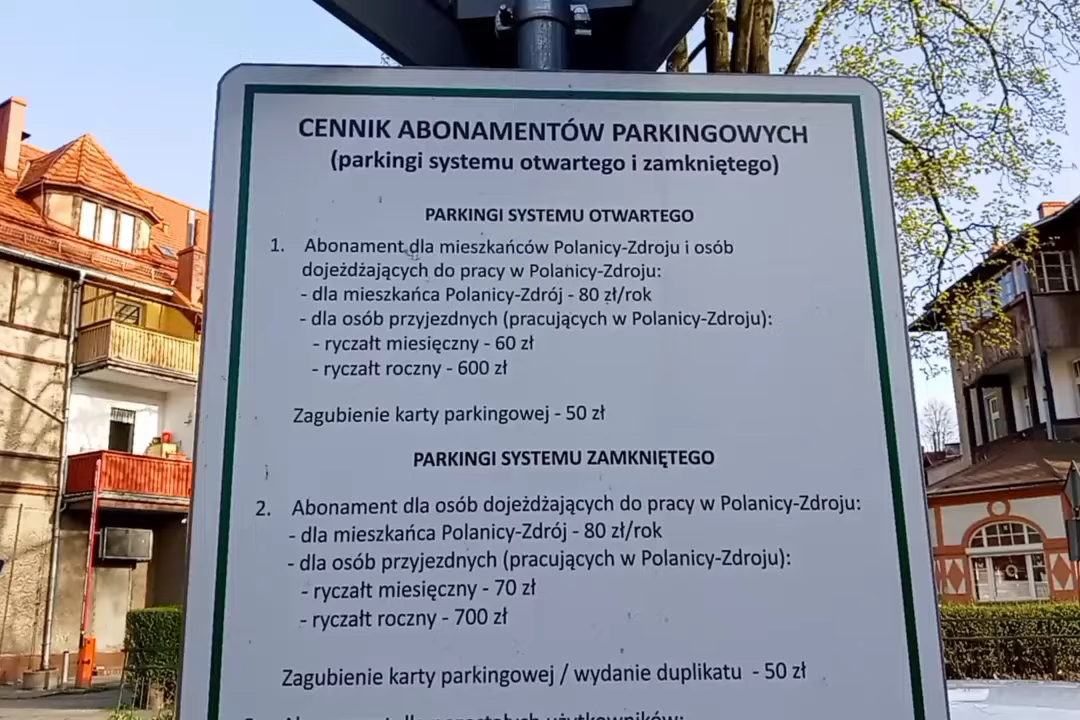 CENNIK ABONAMENTÓW PARKINGOWYCH
(parkingi systemu otwartego i zamkniętego)
PARKINGI SYSTEMU OTWARTEGO
1. Abonament dla mieszkańców Polanicy-Zdroju i osób
dojeżdżających do pracy w Polanicy-Zdroju:
- dla mieszkańca Polanicy-Zdrój - 80 zł/rok
- dla osób przyjezdnych (pracujących w Polanicy-Zdroju):
- ryczałt miesięczny - 60 zł
- ryczałt roczny - 600 zł
Zagubienie karty parkingowej - 50 zł
PARKINGI SYSTEMU ZAMKNIĘTEGO
2. Abonament dla osób dojeżdżających do pracy w Polanicy-Zdroju:
- dla mieszkańca Polanicy-Zdrój - 80 zł/rok
- dla osób przyjezdnych (pracujących w Polanicy-Zdroju):
- ryczałt miesięczny - 70 zł
- ryczałt roczny - 700 zł
Zagubienie karty parkingowej / wydanie duplikatu - 50 zł
Abonament dla pozostałych użytkowników: